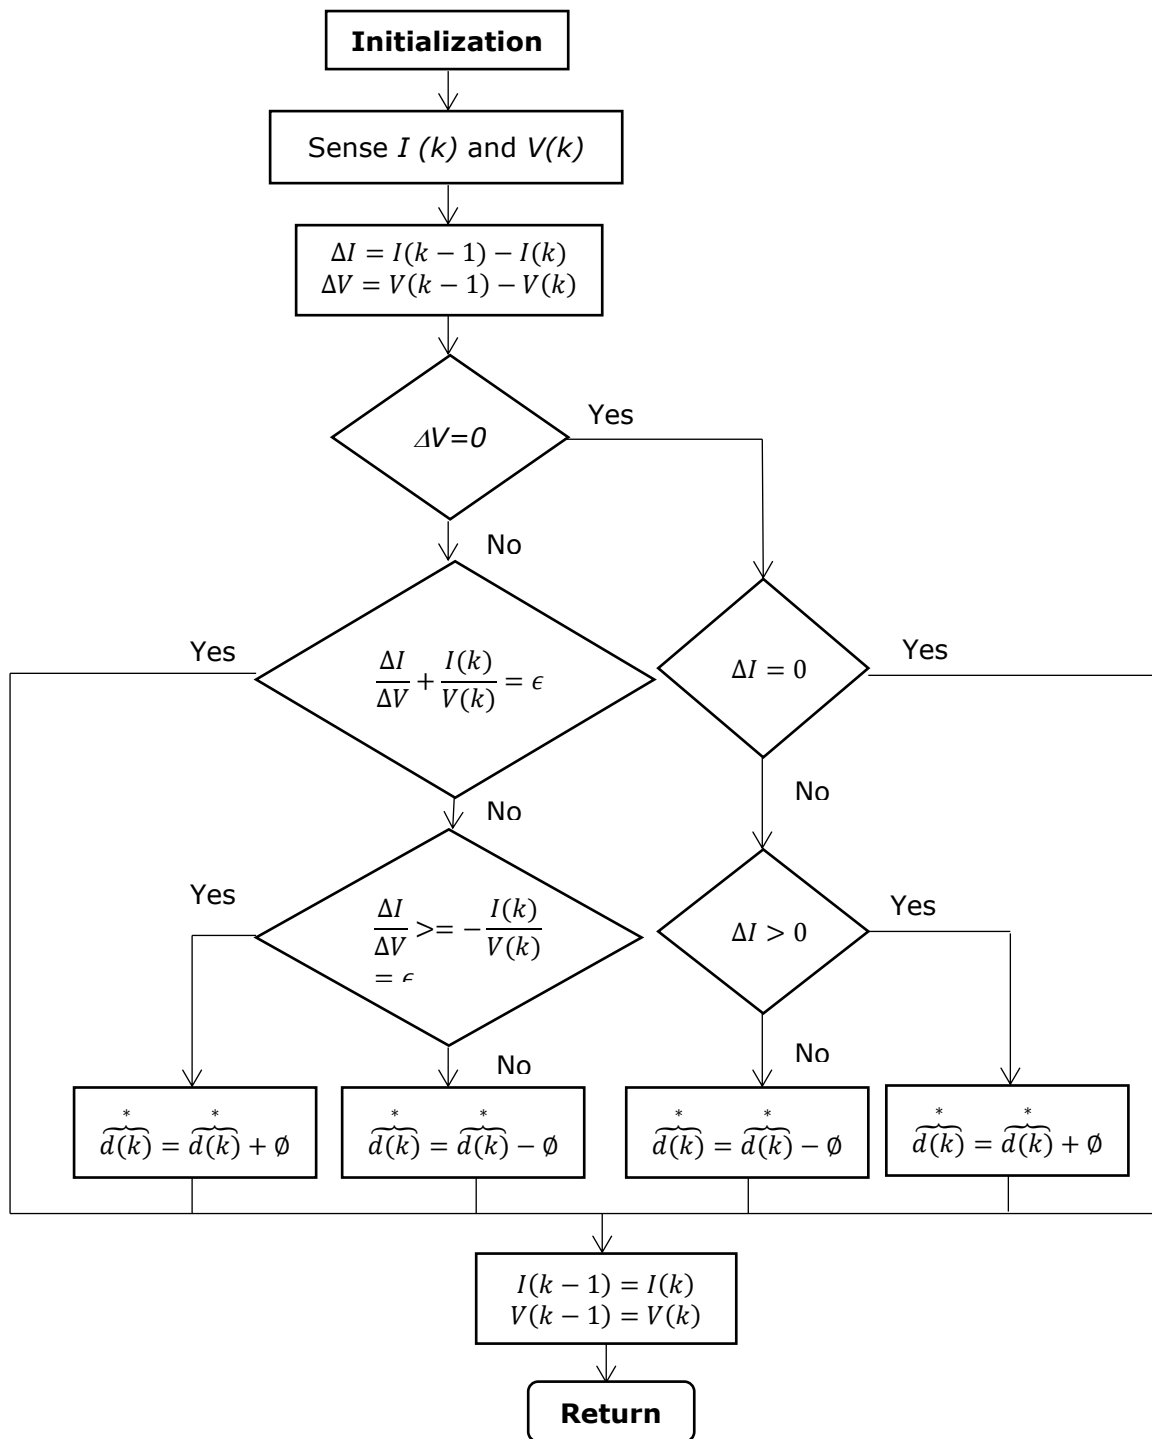 Initialization
Sense I (k) and V(k)
ΔI = I(k − 1) − I(k)
ΔV = V(k − 1) − V(k)
Yes
ΔV=0
No
Yes
ΔI/ΔV + I(k)/V(k) = ϵ
ΔI = 0
Yes
No
No
Yes
ΔI/ΔV >= − I(k)/V(k)
= ϵ
ΔI > 0
Yes
No
No
* *
d(k) = d(k) + ∅
* *
d(k) = d(k) − ∅
* *
d(k) = d(k) − ∅
* *
d(k) = d(k) + ∅
I(k − 1) = I(k)
V(k − 1) = V(k)
Return